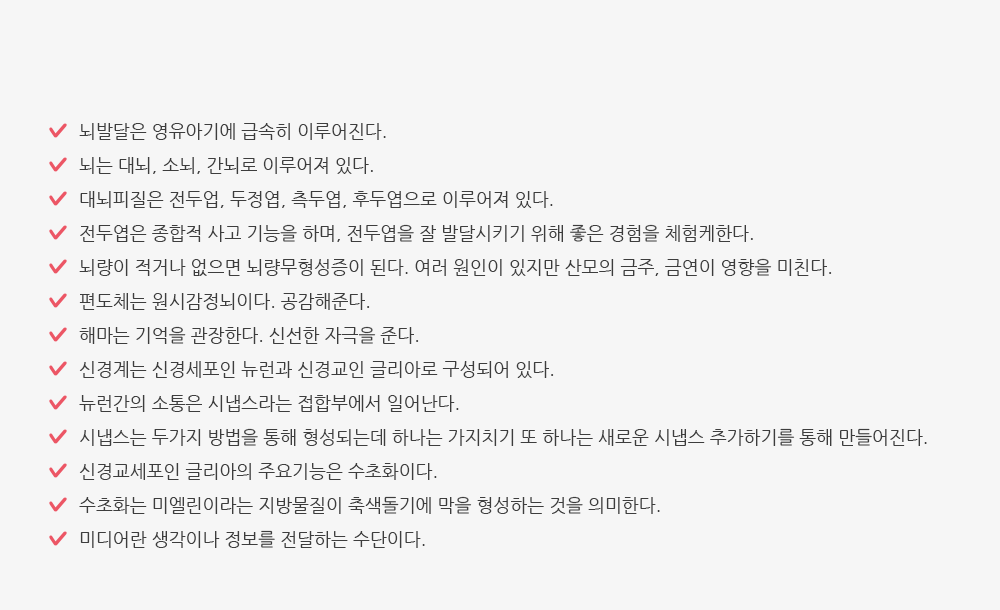 뇌발달은 영유아기에 급속히 이루어진다.
뇌는 대뇌, 소뇌, 간뇌로 이루어져 있다.
대뇌피질은 전두업, 두정엽, 측두엽, 후두엽으로 이루어져 있다.
전두엽은 종합적 사고 기능을 하며, 전두엽을 잘 발달시키기 위해 좋은 경험을 체험케한다.
뇌량이 적거나 없으면 뇌량무형성증이 된다. 여러 원인이 있지만 산모의 금주, 금연이 영향을 미친다.
편도체는 원시감정뇌이다. 공감해준다.
해마는 기억을 관장한다. 신선한 자극을 준다.
신경계는 신경세포인 뉴런과 신경교인 글리아로 구성되어 있다.
뉴런간의 소통은 시냅스라는 접합부에서 일어난다.
시냅스는 두가지 방법을 통해 형성되는데 하나는 가지치기 또 하나는 새로운 시냅스 추가하기를 통해 만들어진다.
신경교세포인 글리아의 주요기능은 수초화이다.
수초화는 미엘린이라는 지방물질이 축색돌기에 막을 형성하는 것을 의미한다.
미디어란 생각이나 정보를 전달하는 수단이다.